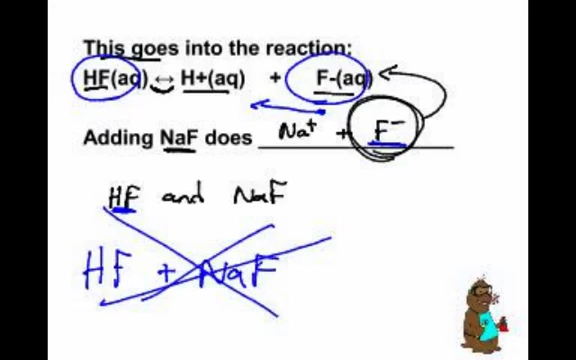 This goes into the reaction:
HF(aq) ↔ H+(aq) + F-(aq)
Adding NaF does Na⁺ + F⁻
HF and NaF
HF + NaF